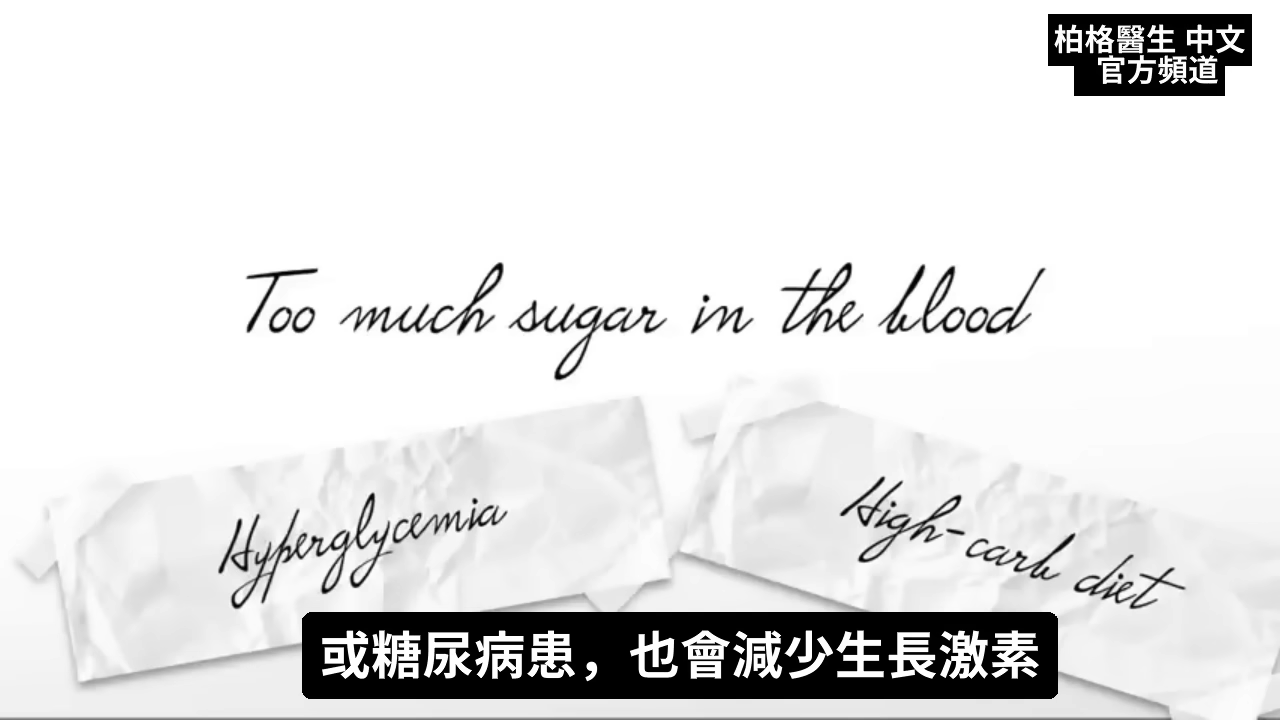 柏格醫生 中文
官方頻道
Too much sugar in the blood
Hyperglycemia
High-carb diet
或糖尿病患，也會減少生長激素